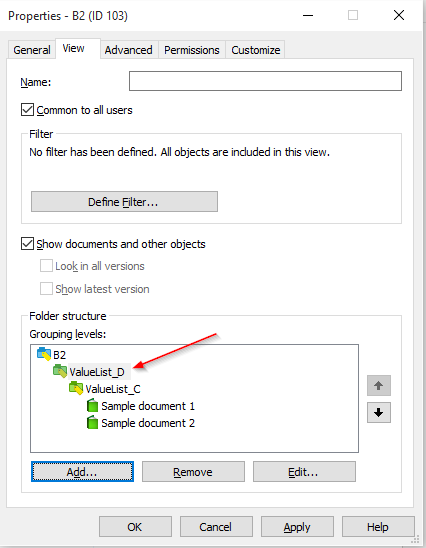 Properties - B2 (ID 103)
General View Advanced Permissions Customize
Name:
Common to all users
Filter
No filter has been defined. All objects are included in this view.
Define Filter...
Show documents and other objects
Look in all versions
Show latest version
Folder structure
Grouping levels:
B2
ValueList_D
ValueList_C
Sample document 1
Sample document 2
Add... Remove Edit...
OK Cancel Apply Help